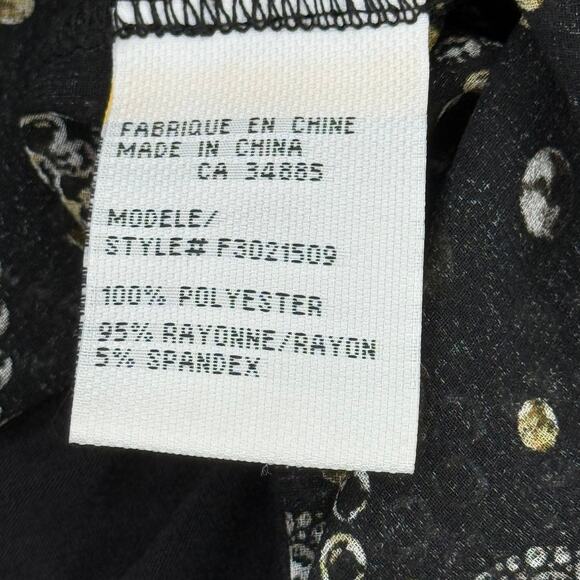 FABRIQUE EN CHINE
MADE IN CHINA
CA 34885
MODELE/
STYLE# F3021509
100% POLYESTER
95% RAYONNE/RAYON
5% SPANDEX